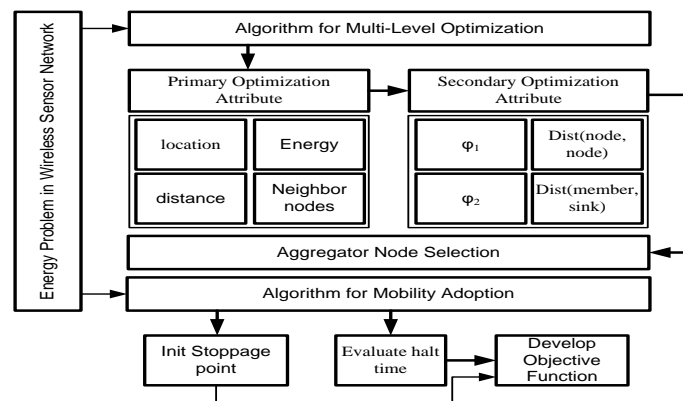 Energy Problem in Wireless Sensor Network
Algorithm for Multi-Level Optimization
Primary Optimization
Attribute
Secondary Optimization
Attribute
location
Energy
distance
Neighbor
nodes
φ1
Dist(node,
node)
φ2
Dist(member,
sink)
Aggregator Node Selection
Algorithm for Mobility Adoption
Init Stoppage
point
Evaluate halt
time
Develop
Objective
Function